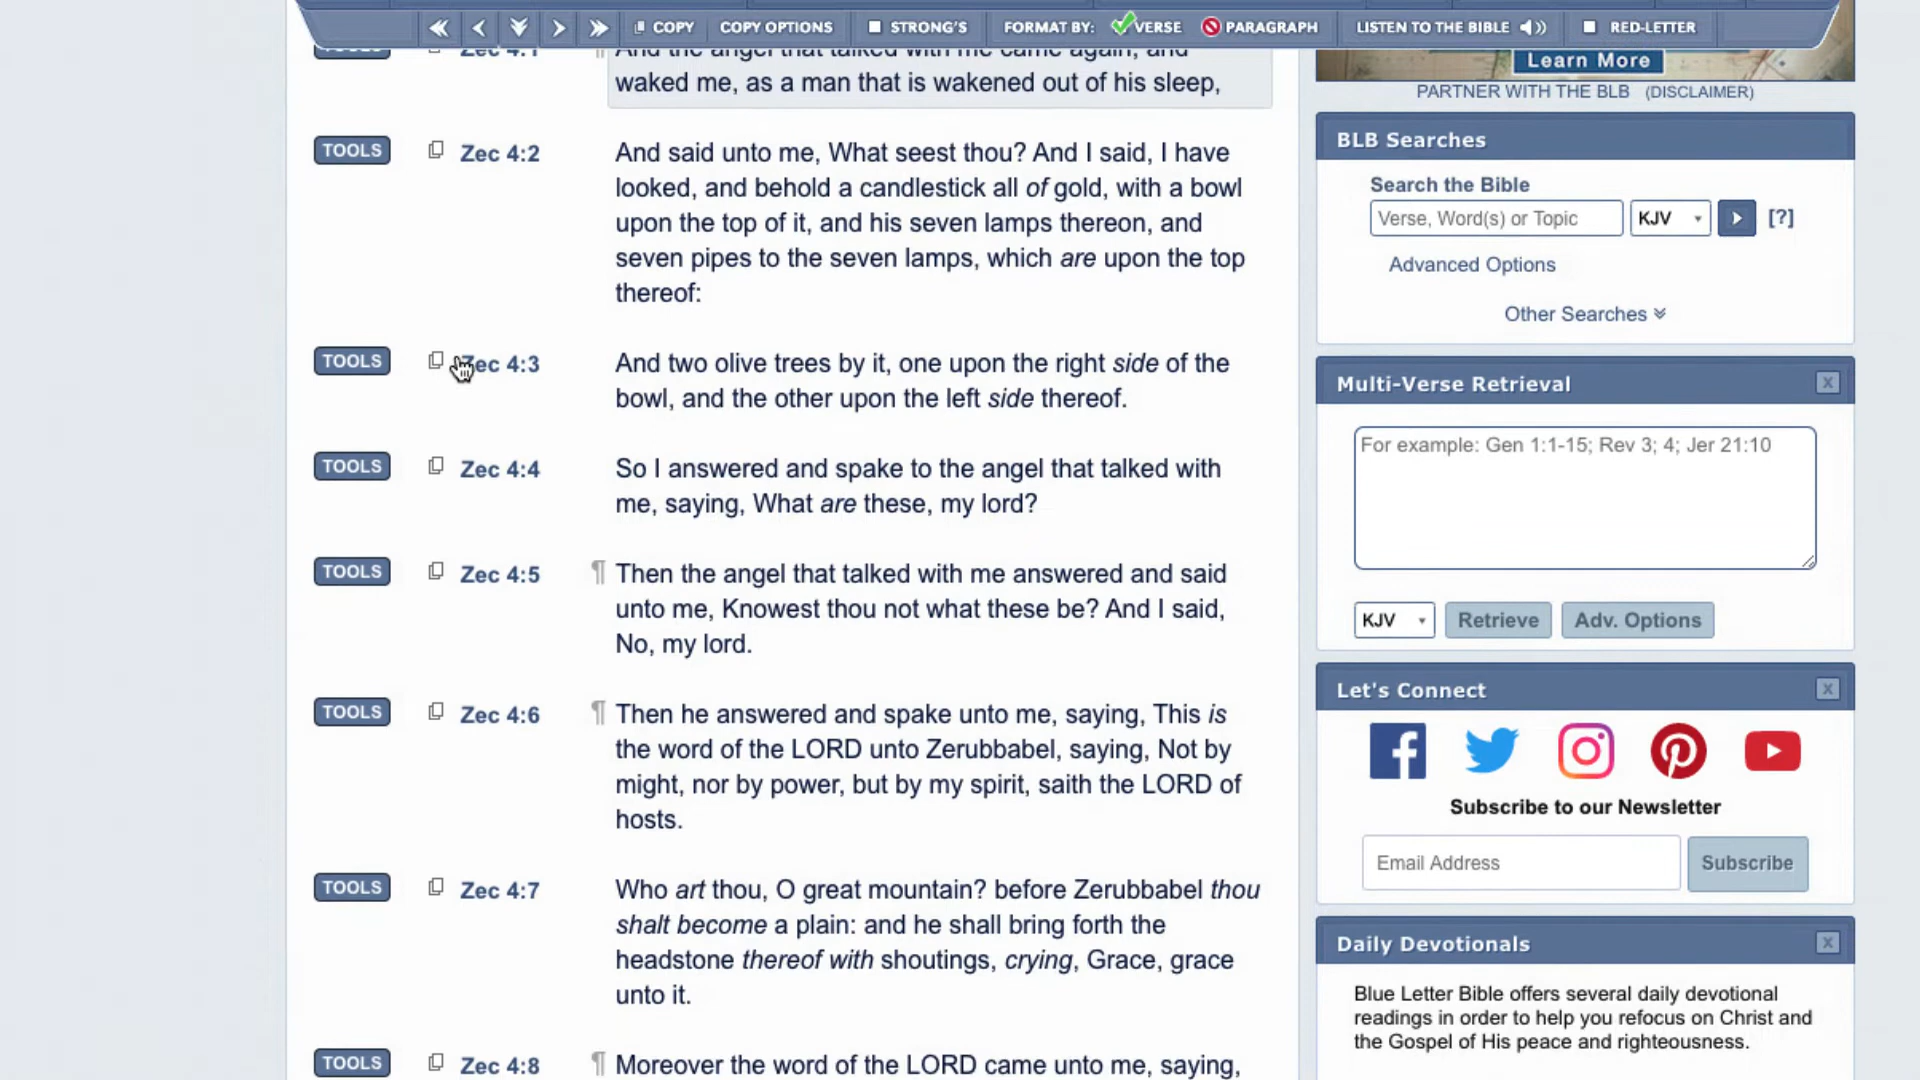 COPY COPY OPTIONS STRONG'S FORMAT BY: VERSE PARAGRAPH LISTEN TO THE BIBLE RED-LETTER
TOOLS Zec 4:1 ¶ And the angel that talked with me came again, and
waked me, as a man that is wakened out of his sleep,
TOOLS Zec 4:2 And said unto me, What seest thou? And I said, I have
looked, and behold a candlestick all of gold, with a bowl
upon the top of it, and his seven lamps thereon, and
seven pipes to the seven lamps, which are upon the top
thereof:
TOOLS Zec 4:3 And two olive trees by it, one upon the right side of the
bowl, and the other upon the left side thereof.
TOOLS Zec 4:4 So I answered and spake to the angel that talked with
me, saying, What are these, my lord?
TOOLS Zec 4:5 ¶ Then the angel that talked with me answered and said
unto me, Knowest thou not what these be? And I said,
No, my lord.
TOOLS Zec 4:6 ¶ Then he answered and spake unto me, saying, This is
the word of the LORD unto Zerubbabel, saying, Not by
might, nor by power, but by my spirit, saith the LORD of
hosts.
TOOLS Zec 4:7 Who art thou, O great mountain? before Zerubbabel thou
shalt become a plain: and he shall bring forth the
headstone thereof with shoutings, crying, Grace, grace
unto it.
TOOLS Zec 4:8 ¶ Moreover the word of the LORD came unto me, saying,
Learn More
PARTNER WITH THE BLB (DISCLAIMER)
BLB Searches
Search the Bible
Verse, Word(s) or Topic KJV [?]
Advanced Options
Other Searches
Multi-Verse Retrieval X
For example: Gen 1:1-15; Rev 3; 4; Jer 21:10
KJV Retrieve Adv. Options
Let's Connect X
Subscribe to our Newsletter
Email Address Subscribe
Daily Devotionals X
Blue Letter Bible offers several daily devotional
readings in order to help you refocus on Christ and
the Gospel of His peace and righteousness.